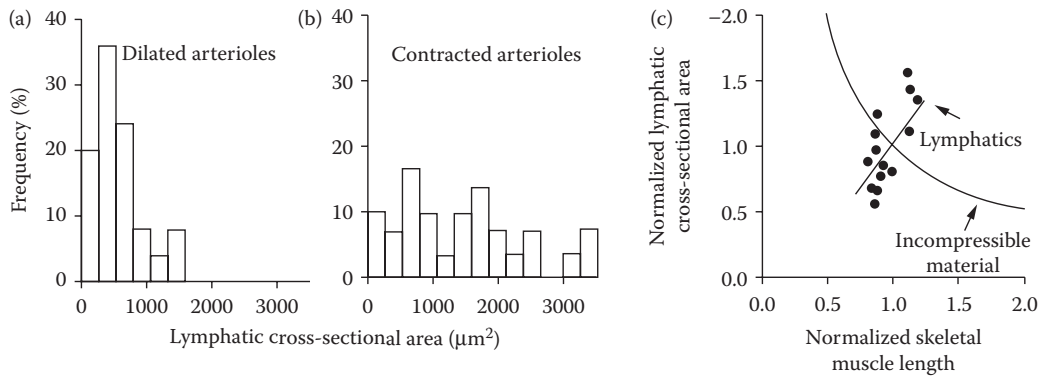 (a)
40
30
20
10
0
Frequency (%)
Dilated arterioles
0
1000
2000
3000
(b)
40
30
20
10
0
Contracted arterioles
0
1000
2000
3000
Lymphatic cross-sectional area (μm²)
(c)
−2.0
1.5
1.0
0.5
0.0
Normalized lymphatic
cross-sectional area
Lymphatics
Incompressible
material
0.0
0.5
1.0
1.5
2.0
Normalized skeletal
muscle length